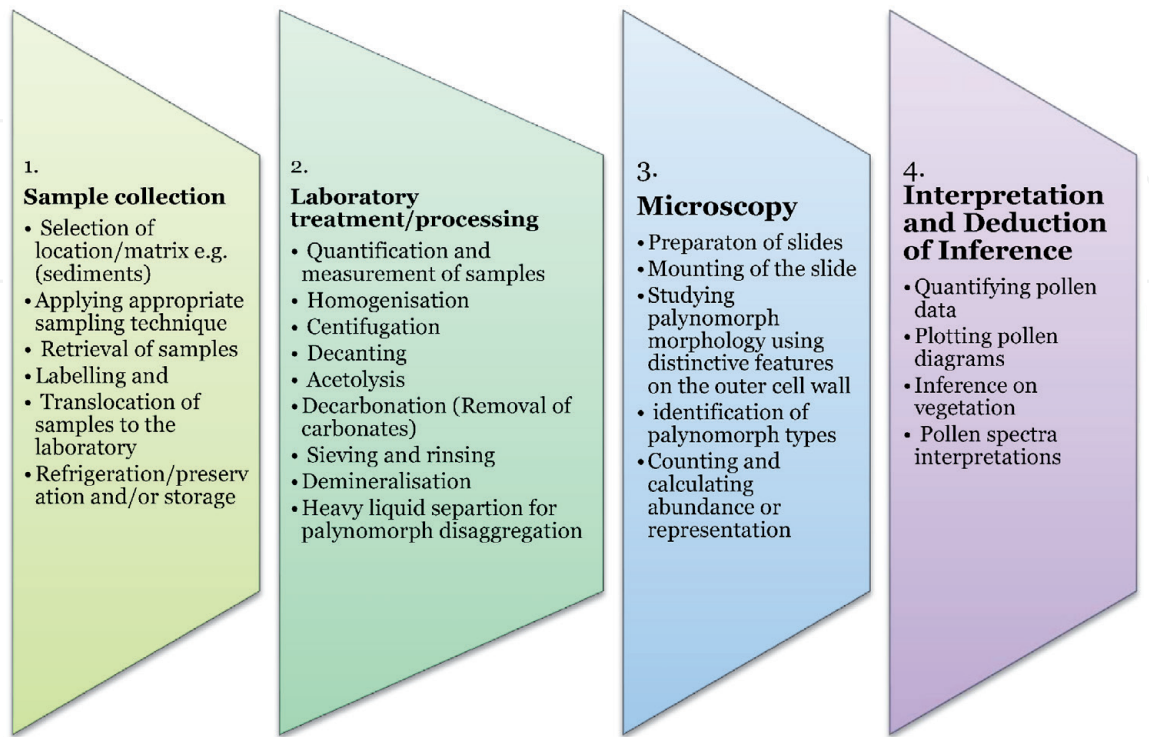 1.
Sample collection
• Selection of
location/matrix e.g.
(sediments)
• Applying appropriate
sampling technique
• Retrieval of samples
• Labelling and
• Translocation of
samples to the
laboratory
• Refrigeration/preserv
ation and/or storage
2.
Laboratory
treatment/processing
• Quantification and
measurement of samples
• Homogenisation
• Centifugation
• Decanting
• Acetolysis
• Decarbonation (Removal of
carbonates)
• Sieving and rinsing
• Demineralisation
• Heavy liquid separtion for
palynomorph disaggregation
3.
Microscopy
• Preparaton of slides
• Mounting of the slide
• Studying
palynomorph
morphology using
distinctive features
on the outer cell wall
• identification of
palynomorph types
• Counting and
calculating
abundance or
representation
4.
Interpretation
and Deduction
of Inference
• Quantifying pollen
data
• Plotting pollen
diagrams
• Inference on
vegetation
• Pollen spectra
interpretations